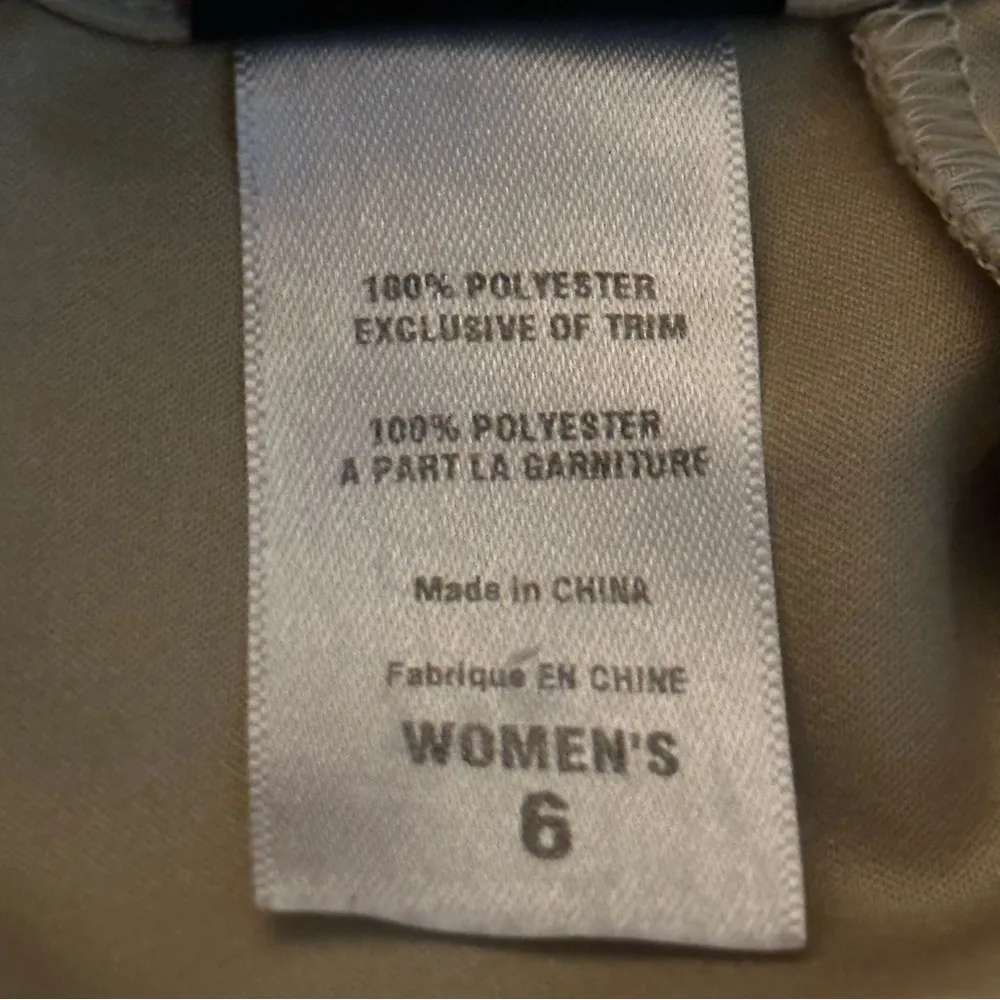 100% POLYESTER
EXCLUSIVE OF TRIM
100% POLYESTER
A PART LA GARNITURE
Made in CHINA
Fabrique EN CHINE
WOMEN'S
6